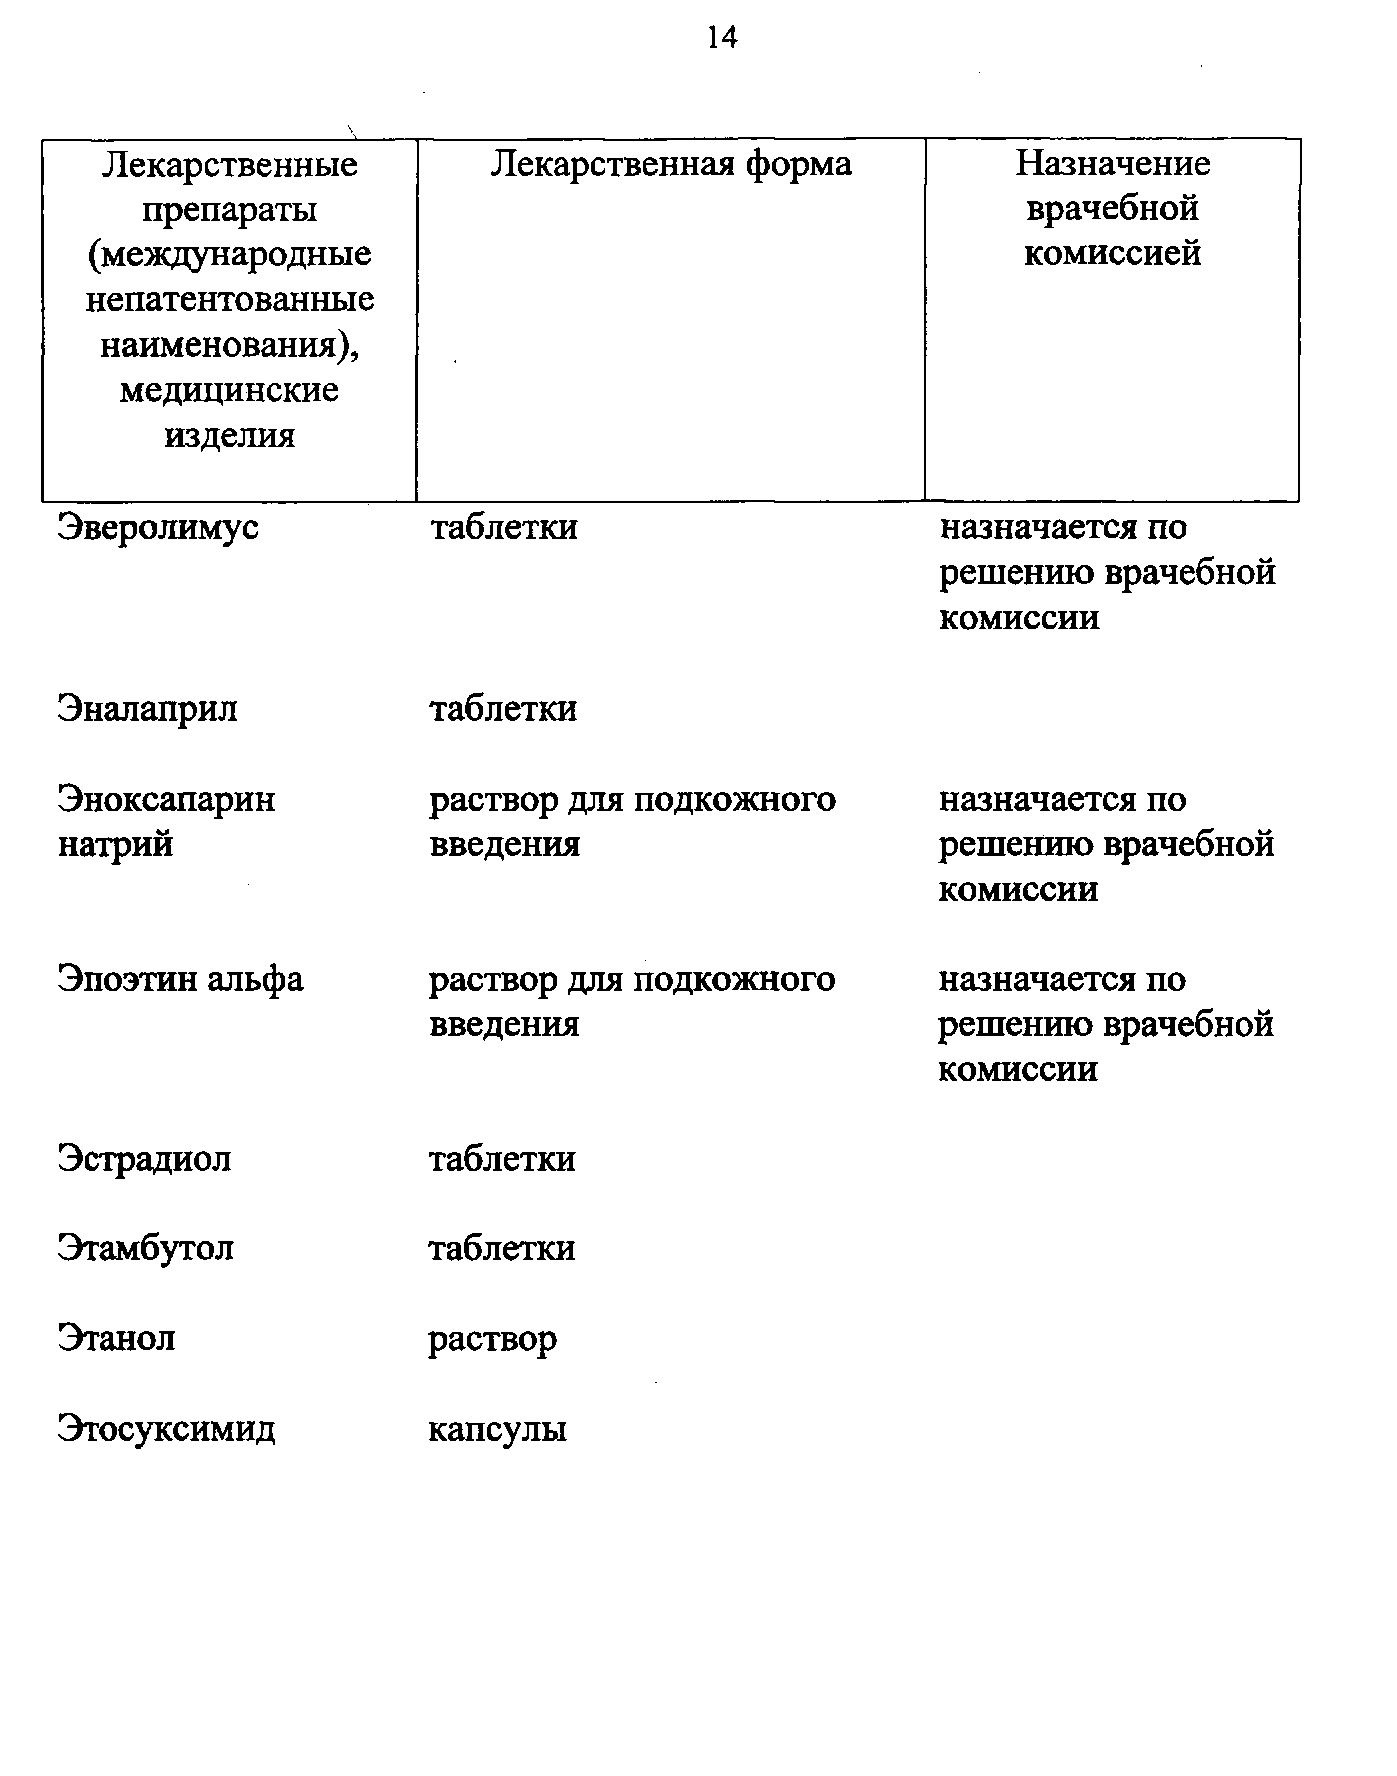 14
Лекарственные
препараты
(международные
непатентованные
наименования),
медицинские
изделия
Лекарственная форма
Назначение
врачебной
комиссией
Эверолимус
таблетки
назначается по
решению врачебной
комиссии
Эналаприл
таблетки
Эноксапарин
натрий
раствор для подкожного
введения
назначается по
решению врачебной
комиссии
Эпоэтин альфа
раствор для подкожного
введения
назначается по
решению врачебной
комиссии
Эстрадиол
таблетки
Этамбутол
таблетки
Этанол
раствор
Этосуксимид
капсулы